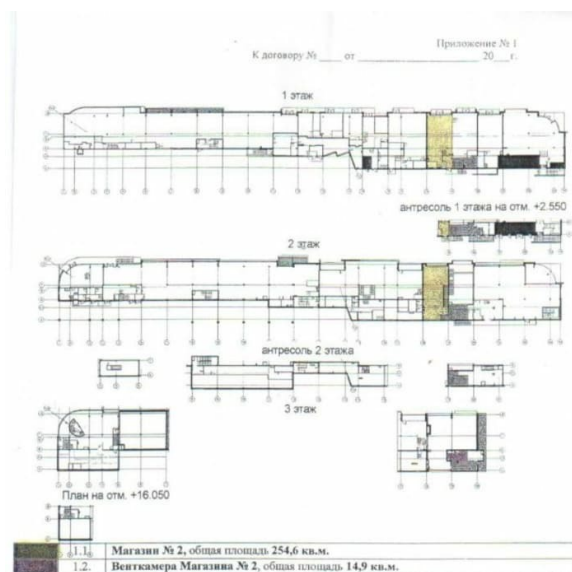 Приложение № 1
К договору № ___ от ______________ 20__ г.
1 этаж
антресоль 1 этажа на отм. +2.550
2 этаж
антресоль 2 этажа
3 этаж
План на отм. +16.050
1.1. Магазин № 2, общая площадь 254,6 кв.м.
1.2. Венткамера Магазина № 2, общая площадь 14,9 кв.м.